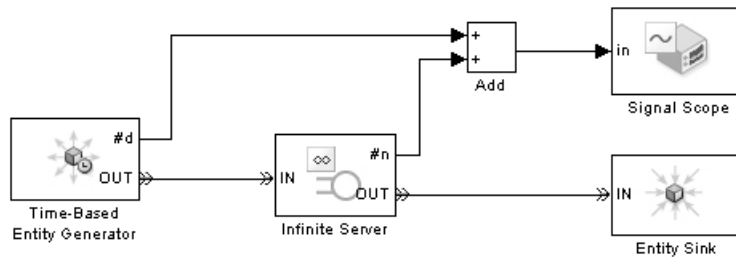 +
+
Add
in
Signal Scope
#d
OUT
Time-Based
Entity Generator
IN
∞
#n
OUT
Infinite Server
IN
Entity Sink